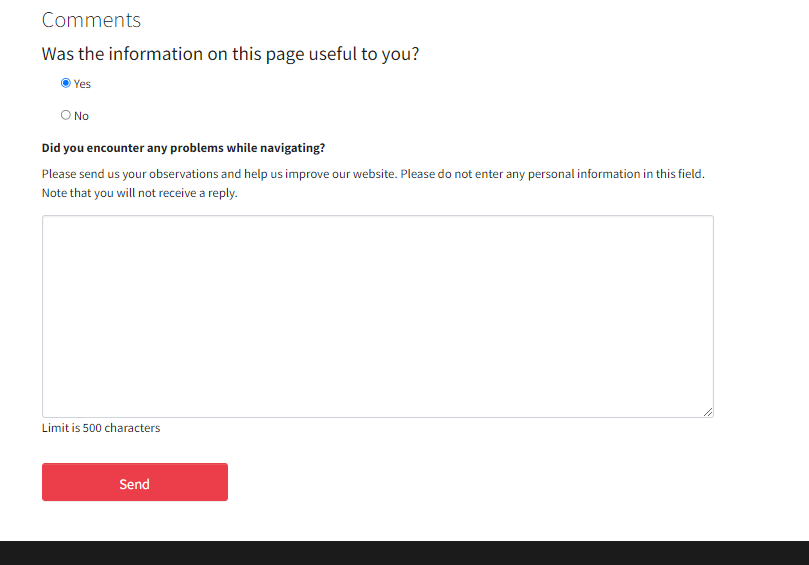 Comments
Was the information on this page useful to you?
Yes
No
Did you encounter any problems while navigating?
Please send us your observations and help us improve our website. Please do not enter any personal information in this field.
Note that you will not receive a reply.
Limit is 500 characters
Send